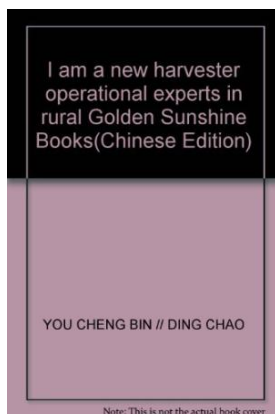 I am a new harvester
operational experts in
rural Golden Sunshine
Books(Chinese Edition)
YOU CHENG BIN // DING CHAO
Note: This is not the actual book cover